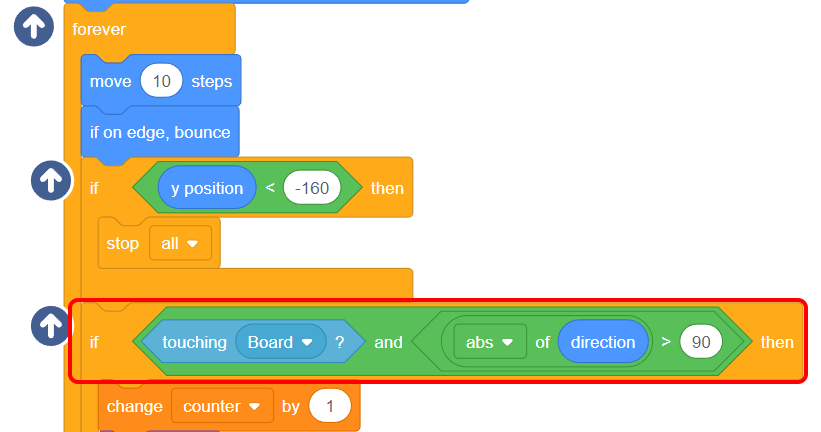 forever
move 10 steps
if on edge, bounce
if y position < -160 then
stop all
if touching Board ? and abs of direction > 90 then
change counter by 1